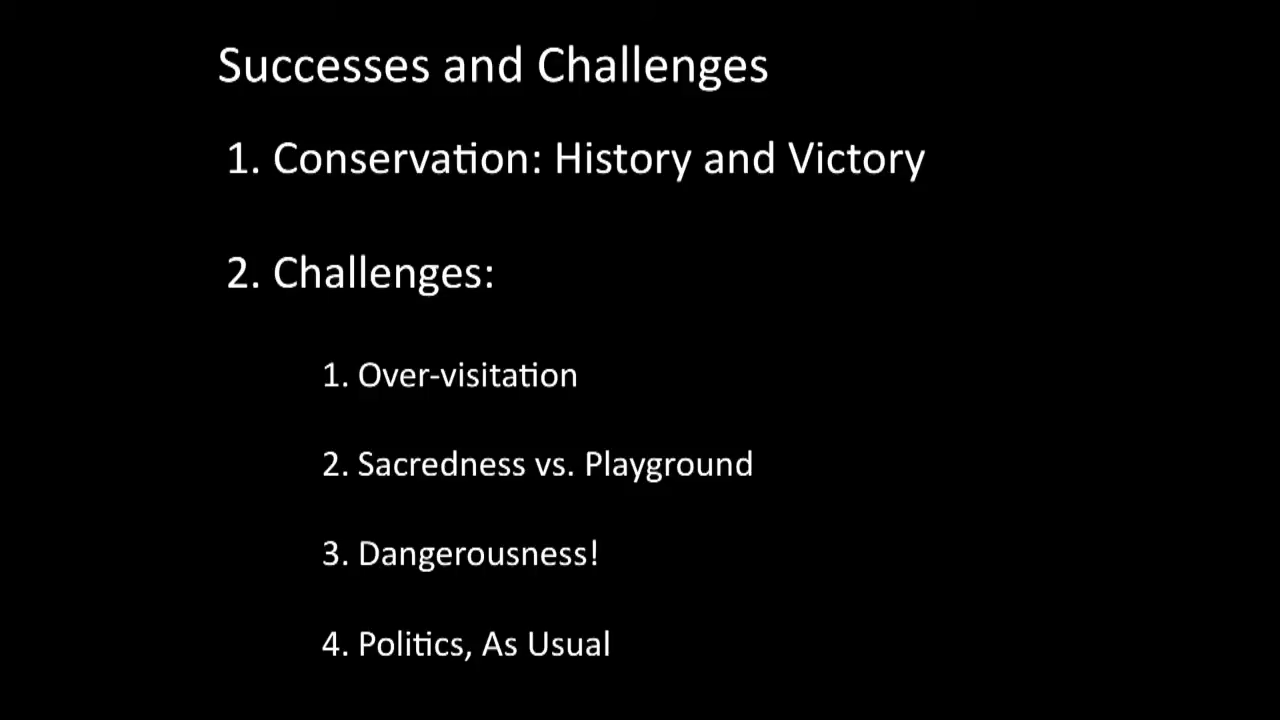 Successes and Challenges
1. Conservation: History and Victory
2. Challenges:
1. Over-visitation
2. Sacredness vs. Playground
3. Dangerousness!
4. Politics, As Usual